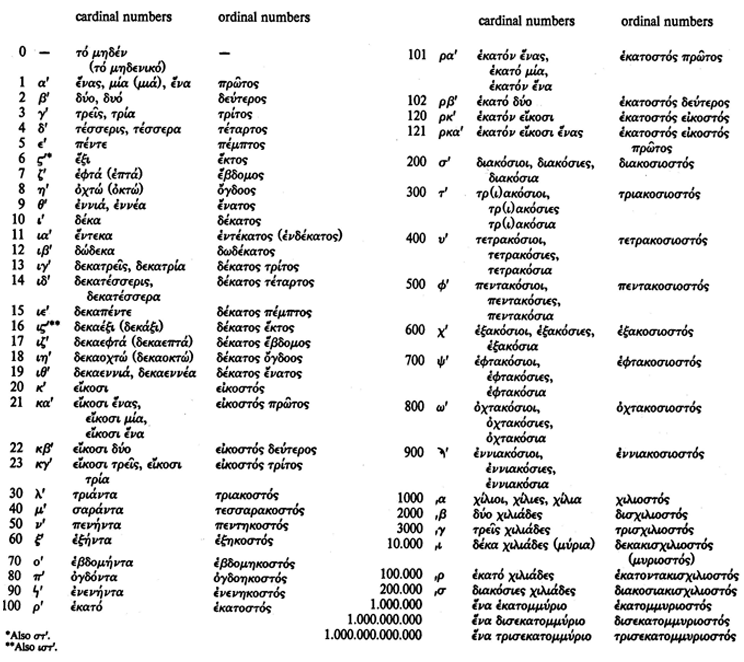 cardinal numbers ordinal numbers
0 — τό μηδέν —
(τό μηδενικό)
1 α′ ἕνας, μία (μιά), ἕνα πρῶτος
2 β′ δύο, δυό δεύτερος
3 γ′ τρεῖς, τρία τρίτος
4 δ′ τέσσερις, τέσσερα τέταρτος
5 ε′ πέντε πέμπτος
6 ς′* ἕξι ἕκτος
7 ζ′ ἑφτά (ἑπτά) ἕβδομος
8 η′ ὀχτώ (ὀκτώ) ὄγδοος
9 θ′ ἐννιά, ἐννέα ἔνατος
10 ι′ δέκα δέκατος
11 ια′ ἕντεκα ἑντέκατος (ἑνδέκατος)
12 ιβ′ δώδεκα δωδέκατος
13 ιγ′ δεκατρεῖς, δεκατρία δέκατος τρίτος
14 ιδ′ δεκατέσσερις, δέκατος τέταρτος
δεκατέσσερα
15 ιε′ δεκαπέντε δέκατος πέμπτος
16 ις′** δεκαέξι (δεκάξι) δέκατος ἕκτος
17 ιζ′ δεκαεφτά (δεκαεπτά) δέκατος ἕβδομος
18 ιη′ δεκαοχτώ (δεκαοκτώ) δέκατος ὄγδοος
19 ιθ′ δεκαεννιά, δεκαεννέα δέκατος ἔνατος
20 κ′ εἴκοσι εἰκοστός
21 κα′ εἴκοσι ἕνας, εἰκοστός πρῶτος
εἴκοσι μία,
εἴκοσι ἕνα
22 κβ′ εἴκοσι δύο εἰκοστός δεύτερος
23 κγ′ εἴκοσι τρεῖς, εἴκοσι εἰκοστός τρίτος
τρία
30 λ′ τριάντα τριακοστός
40 μ′ σαράντα τεσσαρακοστός
50 ν′ πενήντα πεντηκοστός
60 ξ′ ἑξήντα ἑξηκοστός
70 ο′ ἑβδομήντα ἑβδομηκοστός
80 π′ ὀγδόντα ὀγδοηκοστός
90 ϟ′ ἐνενήντα ἐνενηκοστός
100 ρ′ ἑκατό ἑκατοστός
*Also στ′.
**Also ιστ′.
cardinal numbers ordinal numbers
101 ρα′ ἑκατόν ἕνας, ἑκατοστός πρῶτος
ἑκατό μία,
ἑκατόν ἕνα
102 ρβ′ ἑκατό δύο ἑκατοστός δεύτερος
120 ρκ′ ἑκατόν εἴκοσι ἑκατοστός εἰκοστός
121 ρκα′ ἑκατόν εἴκοσι ἕνας ἑκατοστός εἰκοστός
πρῶτος
200 σ′ διακόσιοι, διακόσιες, διακοσιοστός
διακόσια
300 τ′ τρ(ι)ακόσιοι, τριακοσιοστός
τρ(ι)ακόσιες
τρ(ι)ακόσια
400 υ′ τετρακόσιοι, τετρακοσιοστός
τετρακόσιες,
τετρακόσια
500 φ′ πεντακόσιοι, πεντακοσιοστός
πεντακόσιες,
πεντακόσια
600 χ′ ἑξακόσιοι, ἑξακόσιες, ἑξακοσιοστός
ἑξακόσια
700 ψ′ ἑφτακόσιοι, ἑφτακοσιοστός
ἑφτακόσιες,
ἑφτακόσια
800 ω′ ὀχτακόσιοι, ὀχτακοσιοστός
ὀχτακόσιες,
ὀχτακόσια
900 ϡ′ ἐννιακόσιοι, ἐννιακοσιοστός
ἐννιακόσιες,
ἐννιακόσια
1000 ͵α χίλιοι, χίλιες, χίλια χιλιοστός
2000 ͵β δύο χιλιάδες δισχιλιοστός
3000 ͵γ τρεῖς χιλιάδες τρισχιλιοστός
10.000 ͵ι δέκα χιλιάδες (μύρια) δεκακισχιλιοστός
(μυριοστός)
100.000 ͵ρ ἑκατό χιλιάδες ἑκατοντακισχιλιοστός
200.000 ͵σ διακόσιες χιλιάδες διακοσιακισχιλιοστός
1.000.000 ἕνα ἑκατομμύριο ἑκατομμυριοστός
1.000.000.000 ἕνα δισεκατομμύριο δισεκατομμυριοστός
1.000.000.000.000 ἕνα τρισεκατομμύριο τρισεκατομμυριοστός